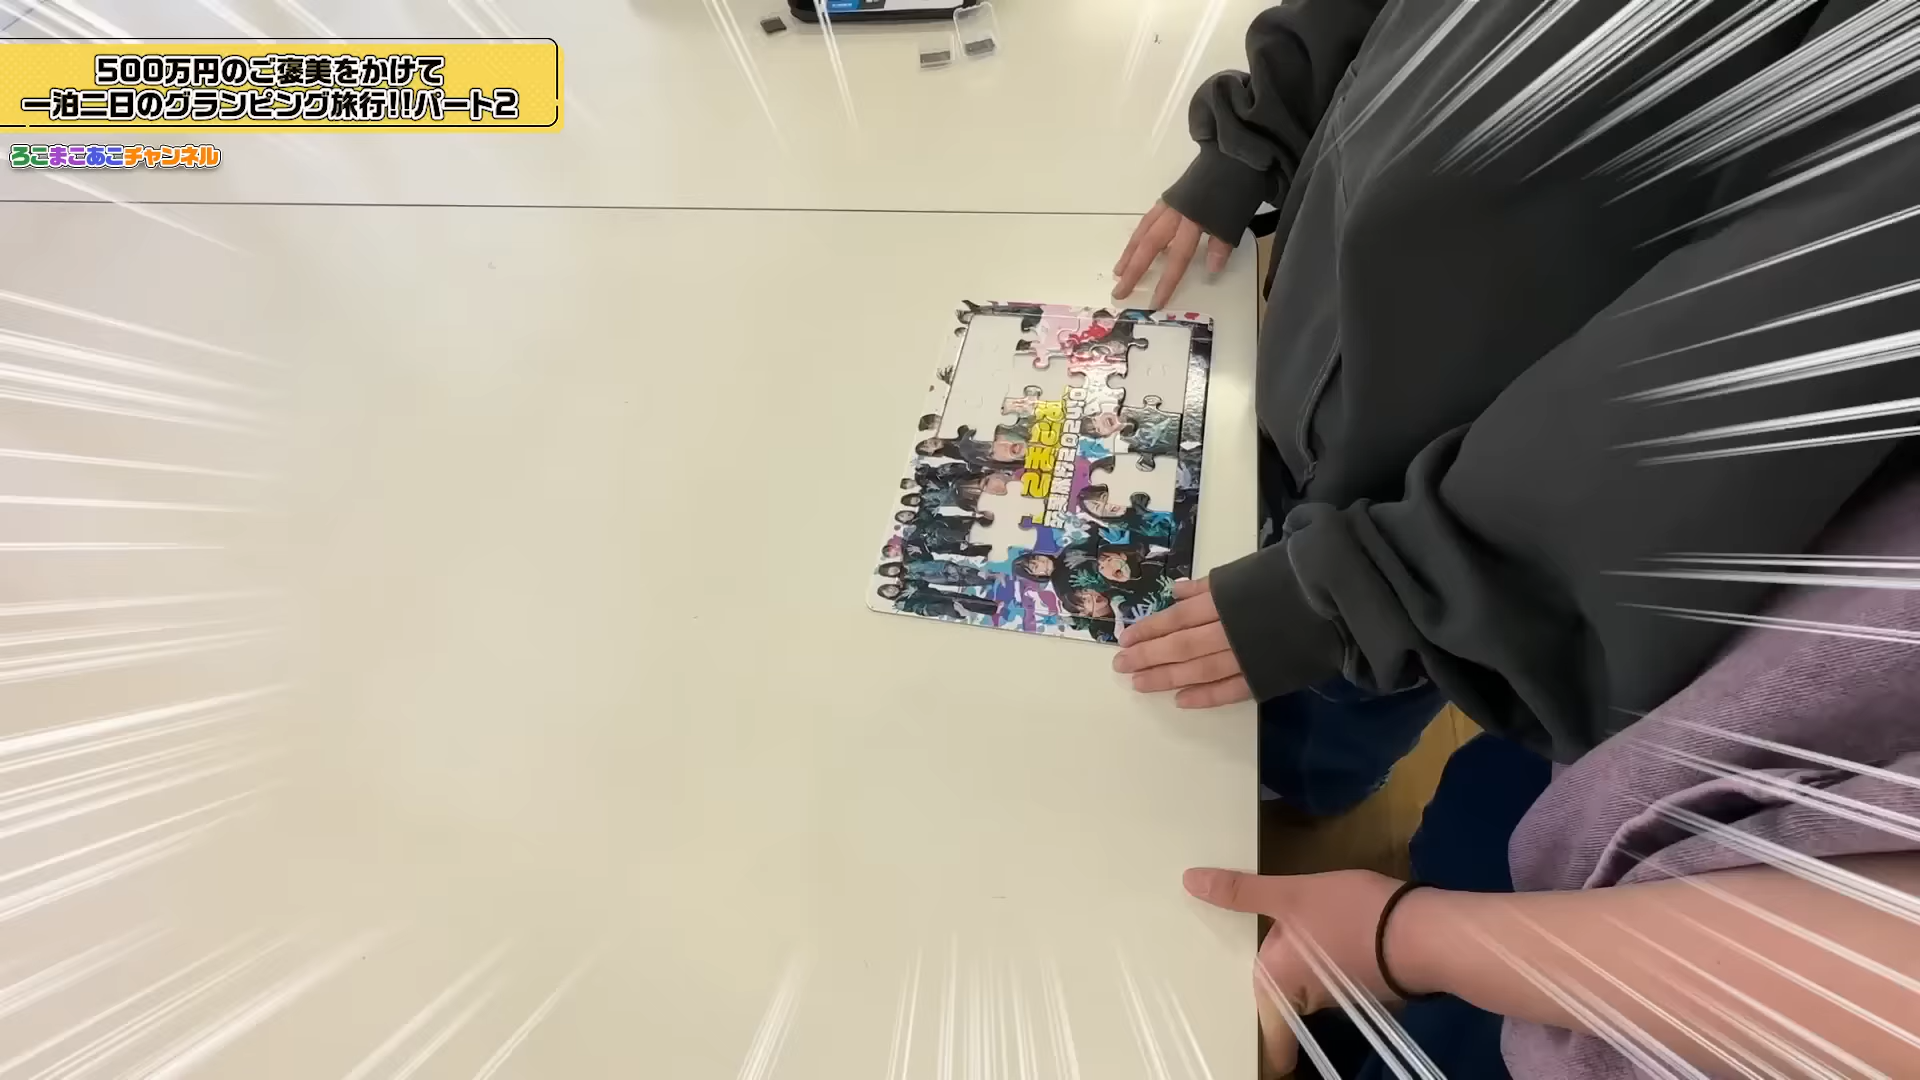 500万円のご褒美をかけて
一泊二日のグランピング旅行!!パート2
ろこまこあこチャンネル